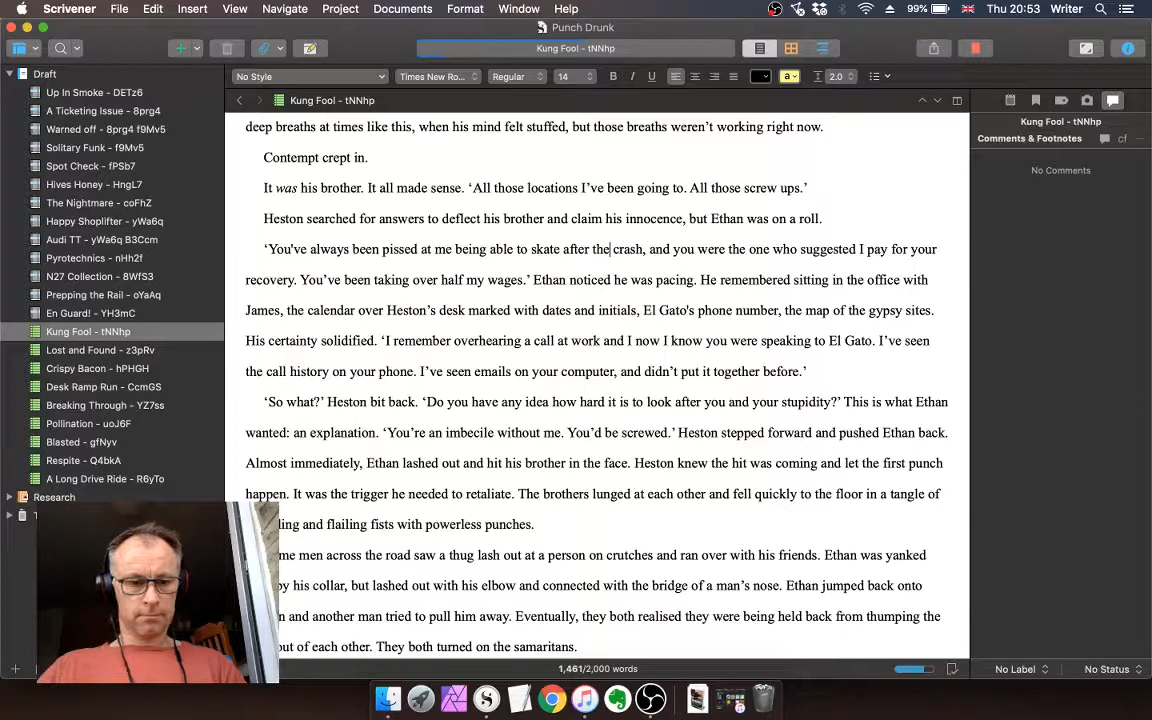 Scrivener File Edit Insert View Navigate Project Documents Format Window Help 99% Thu 20:53 Writer
Punch Drunk
Kung Fool - tNNhp
No Style Times New Ro... Regular 14 B I U a 2.0
Draft
Up In Smoke - DETz6
A Ticketing Issue - 8prg4
Warned off - 8prg4 f9Mv5
Solitary Funk - f9Mv5
Spot Check - fPSb7
Hives Honey - HngL7
The Nightmare - coFhZ
Happy Shoplifter - yWa6q
Audi TT - yWa6q B3Ccm
Pyrotechnics - nHh2f
N27 Collection - 8WfS3
Prepping the Rail - oYaAq
En Guard! - YH3mC
Kung Fool - tNNhp
Lost and Found - z3pRv
Crispy Bacon - hPHGH
Desk Ramp Run - CcmGS
Breaking Through - YZ7ss
Pollination - uoJ6F
Blasted - gfNyv
Respite - Q4bkA
A Long Drive Ride - R6yTo
Research
T
Kung Fool - tNNhp
deep breaths at times like this, when his mind felt stuffed, but those breaths weren’t working right now.
Contempt crept in.
It was his brother. It all made sense. ‘All those locations I’ve been going to. All those screw ups.’
Heston searched for answers to deflect his brother and claim his innocence, but Ethan was on a roll.
‘You've always been pissed at me being able to skate after the crash, and you were the one who suggested I pay for your
recovery. You’ve been taking over half my wages.’ Ethan noticed he was pacing. He remembered sitting in the office with
James, the calendar over Heston’s desk marked with dates and initials, El Gato's phone number, the map of the gypsy sites.
His certainty solidified. ‘I remember overhearing a call at work and I now I know you were speaking to El Gato. I’ve seen
the call history on your phone. I’ve seen emails on your computer, and didn’t put it together before.’
‘So what?’ Heston bit back. ‘Do you have any idea how hard it is to look after you and your stupidity?’ This is what Ethan
wanted: an explanation. ‘You’re an imbecile without me. You’d be screwed.’ Heston stepped forward and pushed Ethan back.
Almost immediately, Ethan lashed out and hit his brother in the face. Heston knew the hit was coming and let the first punch
happen. It was the trigger he needed to retaliate. The brothers lunged at each other and fell quickly to the floor in a tangle of
ling and flailing fists with powerless punches.
me men across the road saw a thug lash out at a person on crutches and ran over with his friends. Ethan was yanked
by his collar, but lashed out with his elbow and connected with the bridge of a man’s nose. Ethan jumped back onto
n and another man tried to pull him away. Eventually, they both realised they were being held back from thumping the
out of each other. They both turned on the samaritans.
1,461/2,000 words
Kung Fool - tNNhp
Comments & Footnotes cf
No Comments
No Label No Status